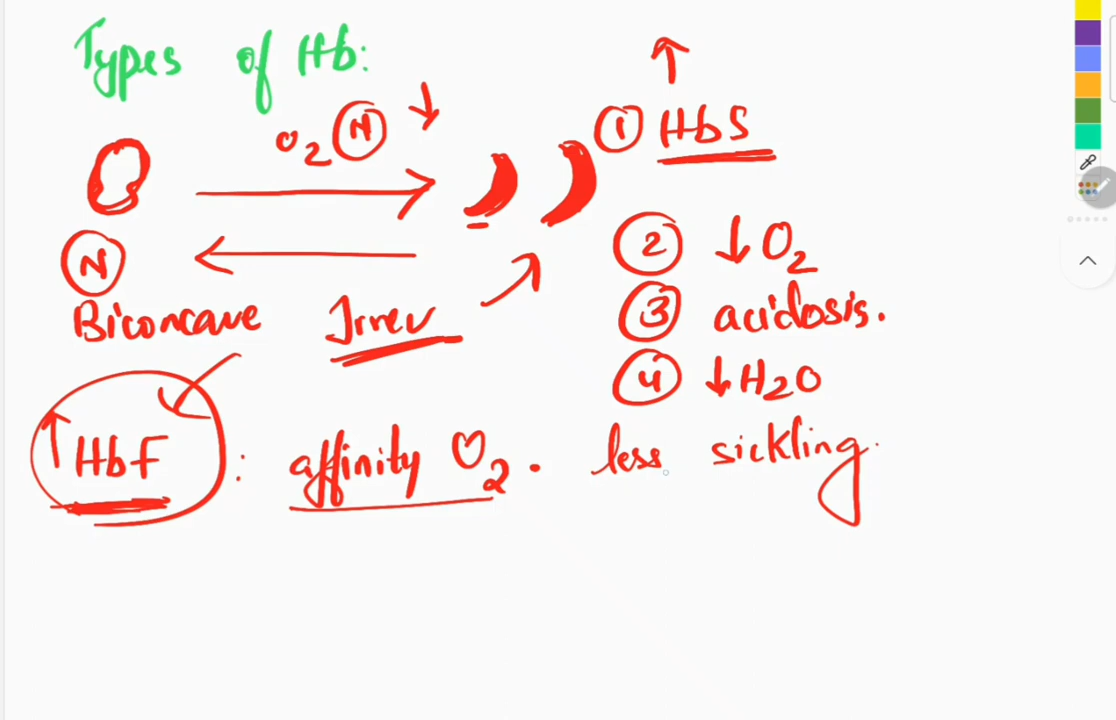 Types of Hb:
↑
O2 N ↓
① HbS
N
② ↓O2
Biconcave Irrev
③ acidosis.
④ ↓H2O
↑HbF : affinity O2. less sickling.